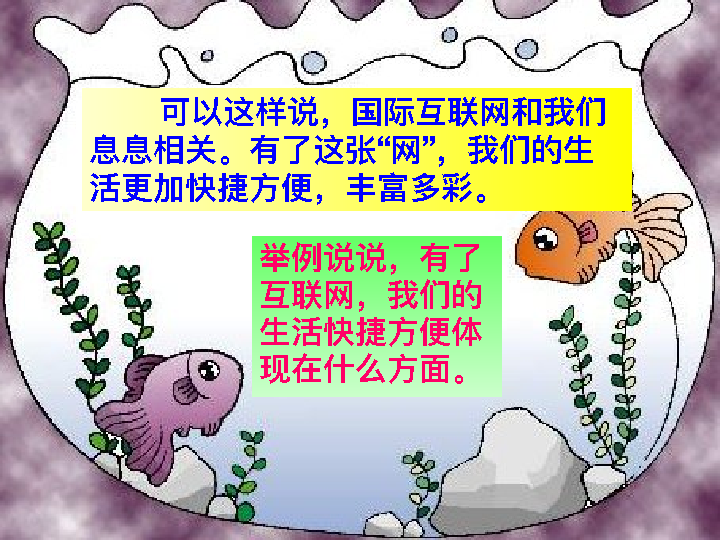 可以这样说，国际互联网和我们
息息相关。有了这张“网”，我们的生
活更加快捷方便，丰富多彩。
举例说说，有了
互联网，我们的
生活快捷方便体
现在什么方面。